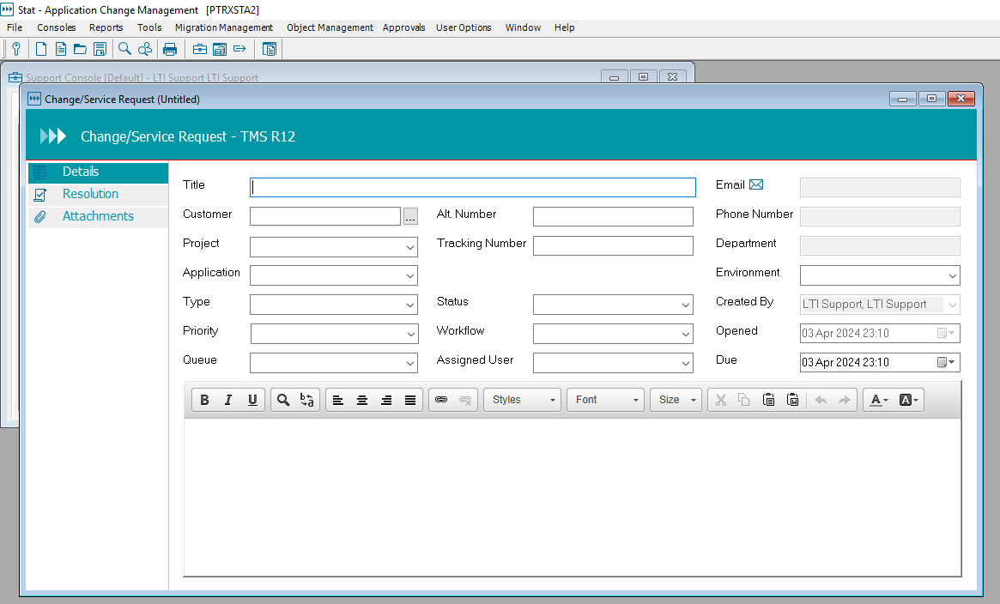 Stat - Application Change Management [PTRXSTA2]
File Consoles Reports Tools Migration Management Object Management Approvals User Options Window Help
Support Console [Default] - LTI Support LTI Support
Change/Service Request (Untitled)
Change/Service Request - TMS R12
Details
Resolution
Attachments
Title
Email
Customer
...
Alt. Number
Phone Number
Project
Tracking Number
Department
Application
Environment
Type
Status
Created By
LTI Support, LTI Support
Priority
Workflow
Opened
03 Apr 2024 23:10
Queue
Assigned User
Due
03 Apr 2024 23:10
B I U
Styles
Font
Size
A
A